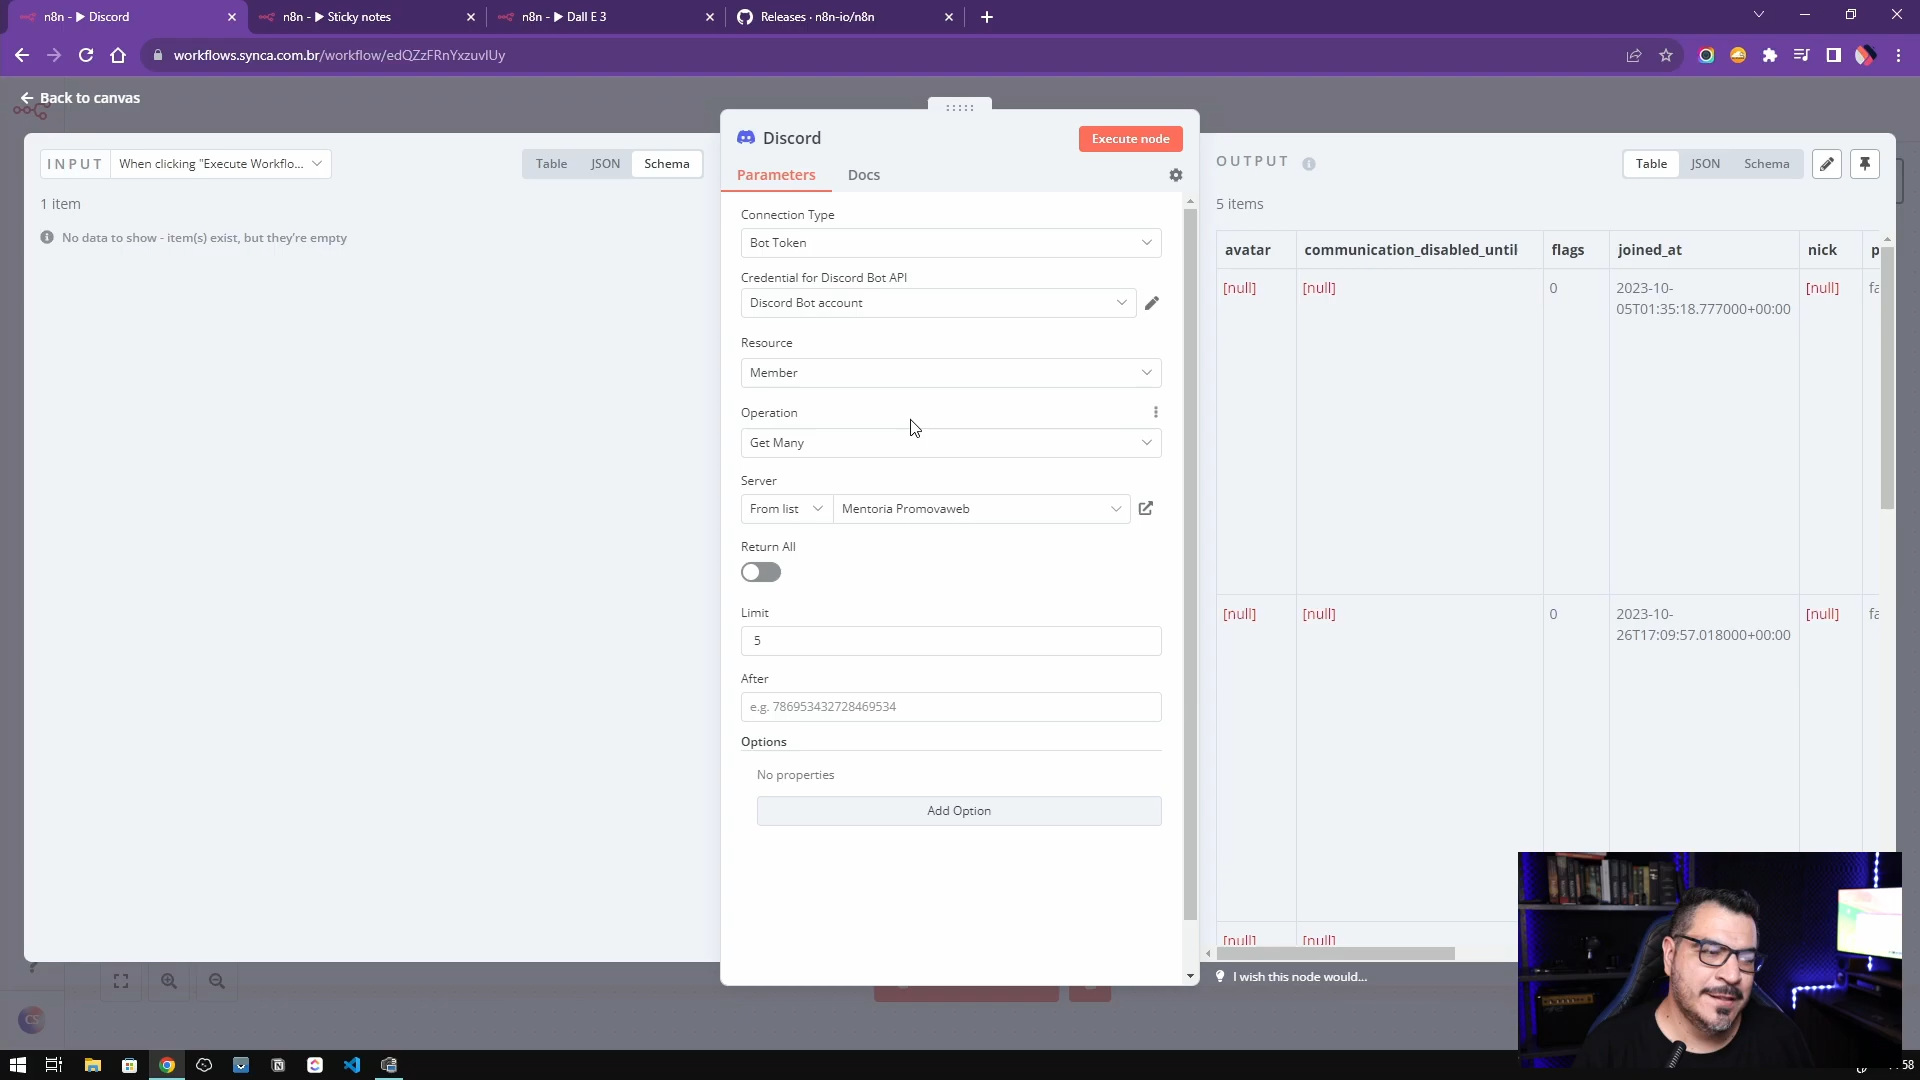 n8n - ▶ Discord
n8n - ▶ Sticky notes
n8n - ▶ Dall E 3
Releases · n8n-io/n8n
workflows.synca.com.br/workflow/edQZzFRnYxzuvIUy
Back to canvas
INPUT
When clicking "Execute Workflo...
Table
JSON
Schema
1 item
No data to show - item(s) exist, but they're empty
Discord
Execute node
Parameters
Docs
Connection Type
Bot Token
Credential for Discord Bot API
Discord Bot account
Resource
Member
Operation
Get Many
Server
From list
Mentoria Promovaweb
Return All
Limit
5
After
e.g. 786953432728469534
Options
No properties
Add Option
OUTPUT
Table
JSON
Schema
5 items
avatar communication_disabled_until flags joined_at nick p
[null] [null] 0 2023-10-05T01:35:18.777000+00:00 [null] fa
[null] [null] 0 2023-10-26T17:09:57.018000+00:00 [null] fa
[null] [null]
I wish this node would...
CS